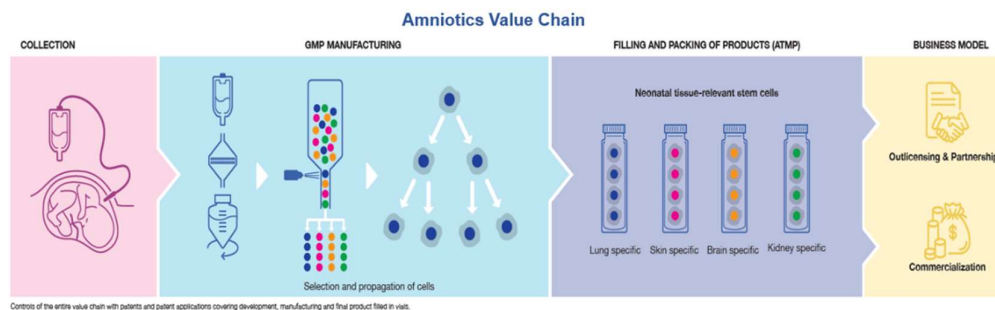 Amniotics Value Chain
COLLECTION
GMP MANUFACTURING
FILLING AND PACKING OF PRODUCTS (ATMP)
BUSINESS MODEL
Neonatal tissue-relevant stem cells
Outlicensing & Partnership
Lung specific
Skin specific
Brain specific
Kidney specific
$
Commercialization
Selection and propagation of cells
Controls of the entire value chain with patents and patent applications covering development, manufacturing and final product filled in vials.